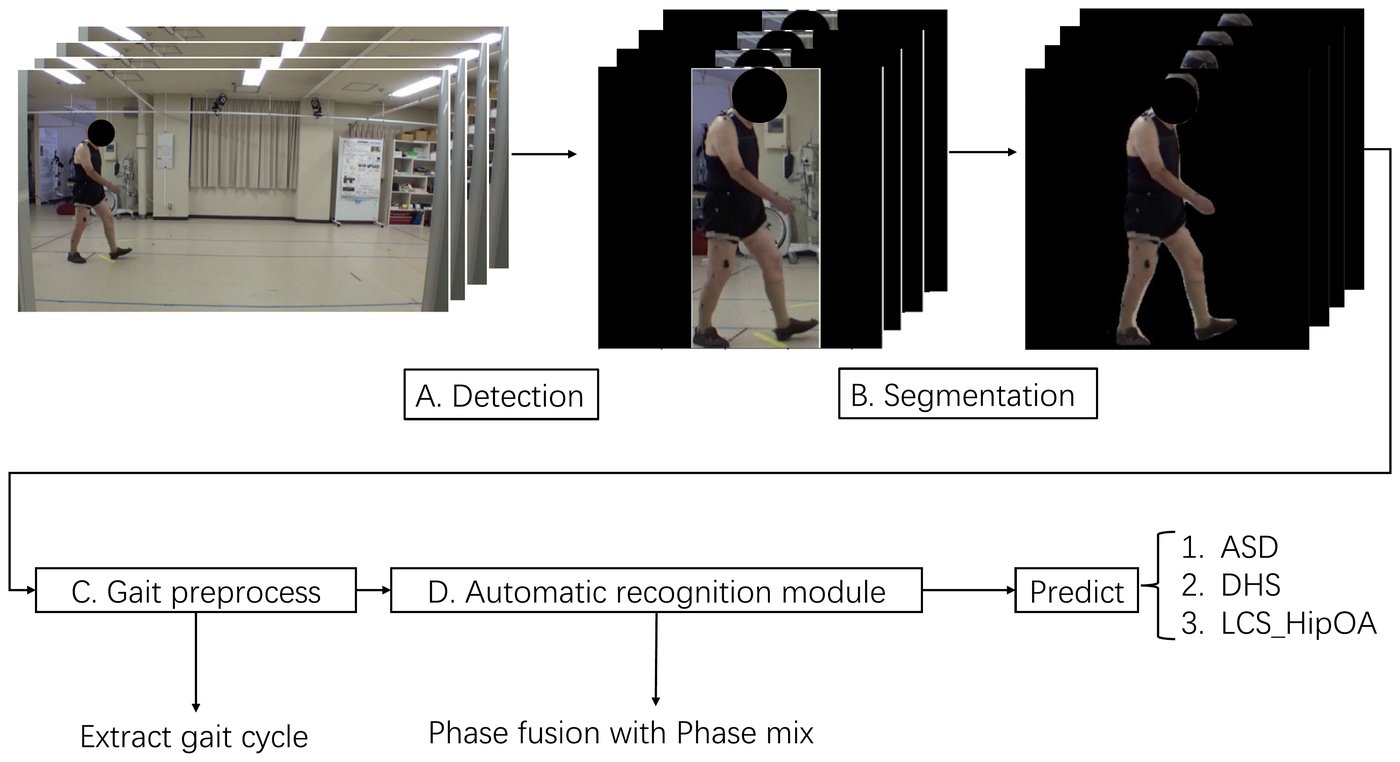 A. Detection
B. Segmentation
C. Gait preprocess
D. Automatic recognition module
Predict
1. ASD
2. DHS
3. LCS_HipOA
Extract gait cycle
Phase fusion with Phase mix